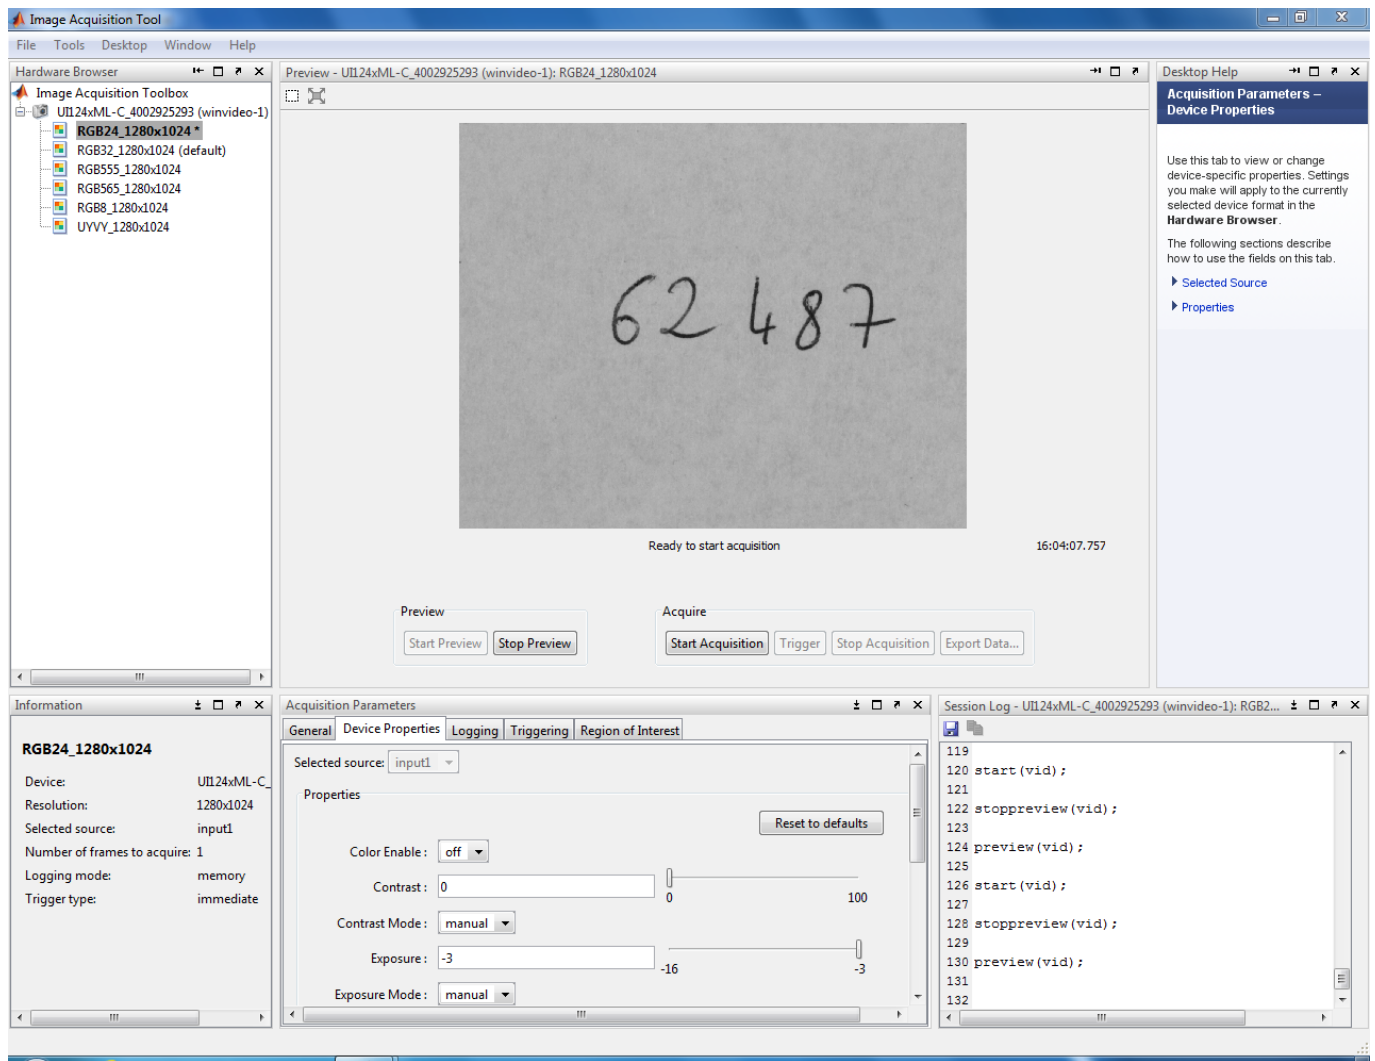 Image Acquisition Tool
File Tools Desktop Window Help
Hardware Browser
Image Acquisition Toolbox
UI124xML-C_4002925293 (winvideo-1)
RGB24_1280x1024 *
RGB32_1280x1024 (default)
RGB555_1280x1024
RGB565_1280x1024
RGB8_1280x1024
UYVY_1280x1024
Preview - UI124xML-C_4002925293 (winvideo-1): RGB24_1280x1024
62487
Ready to start acquisition 16:04:07.757
Preview
Start Preview Stop Preview
Acquire
Start Acquisition Trigger Stop Acquisition Export Data...
Desktop Help
Acquisition Parameters –
Device Properties
Use this tab to view or change
device-specific properties. Settings
you make will apply to the currently
selected device format in the
Hardware Browser.
The following sections describe
how to use the fields on this tab.
Selected Source
Properties
Information
RGB24_1280x1024
Device: UI124xML-C_
Resolution: 1280x1024
Selected source: input1
Number of frames to acquire: 1
Logging mode: memory
Trigger type: immediate
Acquisition Parameters
General Device Properties Logging Triggering Region of Interest
Selected source: input1
Properties
Reset to defaults
Color Enable: off
Contrast: 0 0 100
Contrast Mode: manual
Exposure: -3 -16 -3
Exposure Mode: manual
Session Log - UI124xML-C_4002925293 (winvideo-1): RGB2...
119
120 start(vid);
121
122 stoppreview(vid);
123
124 preview(vid);
125
126 start(vid);
127
128 stoppreview(vid);
129
130 preview(vid);
131
132